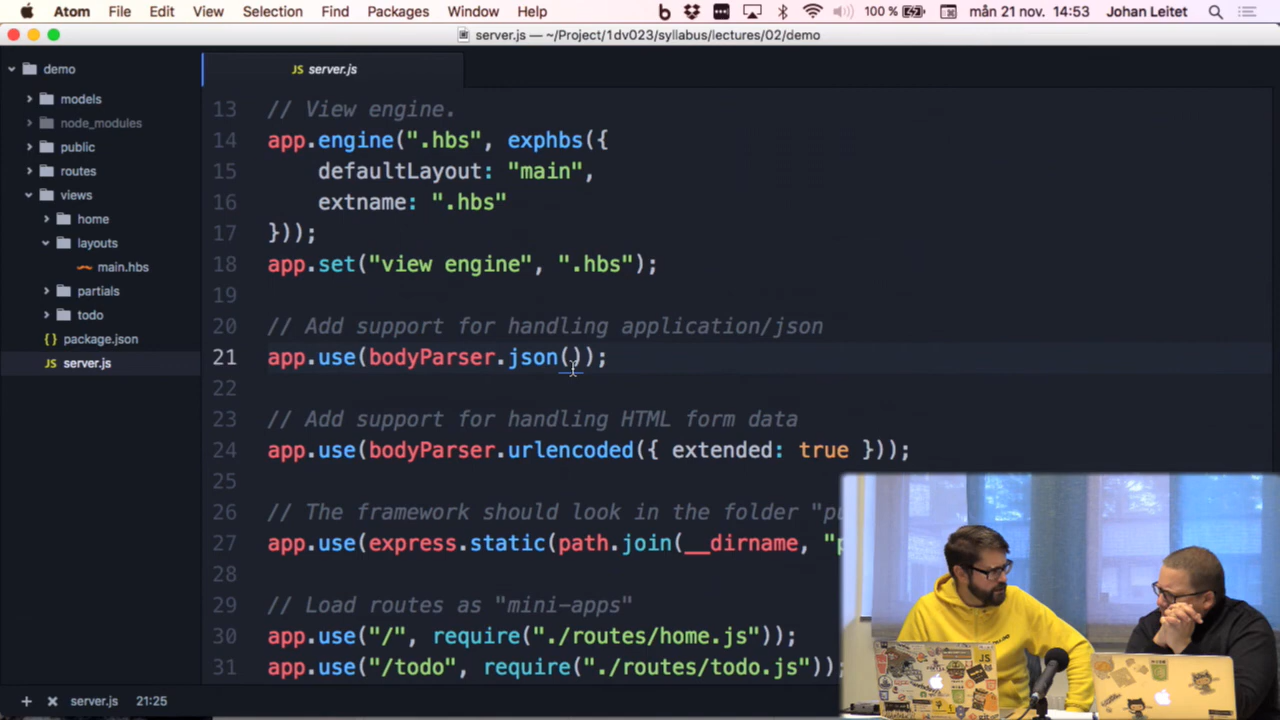 Atom File Edit View Selection Find Packages Window Help 100 % mån 21 nov. 14:53 Johan Leitet
server.js — ~/Project/1dv023/syllabus/lectures/02/demo
demo
JS server.js
models
node_modules
public
routes
views
home
layouts
main.hbs
partials
todo
{} package.json
JS server.js
13 // View engine.
14 app.engine(".hbs", exphbs({
15 defaultLayout: "main",
16 extname: ".hbs"
17 }));
18 app.set("view engine", ".hbs");
19
20 // Add support for handling application/json
21 app.use(bodyParser.json());
22
23 // Add support for handling HTML form data
24 app.use(bodyParser.urlencoded({ extended: true }));
25
26 // The framework should look in the folder "pu
27 app.use(express.static(path.join(__dirname, "p
28
29 // Load routes as "mini-apps"
30 app.use("/", require("./routes/home.js"));
31 app.use("/todo", require("./routes/todo.js"));
server.js 21:25
JS